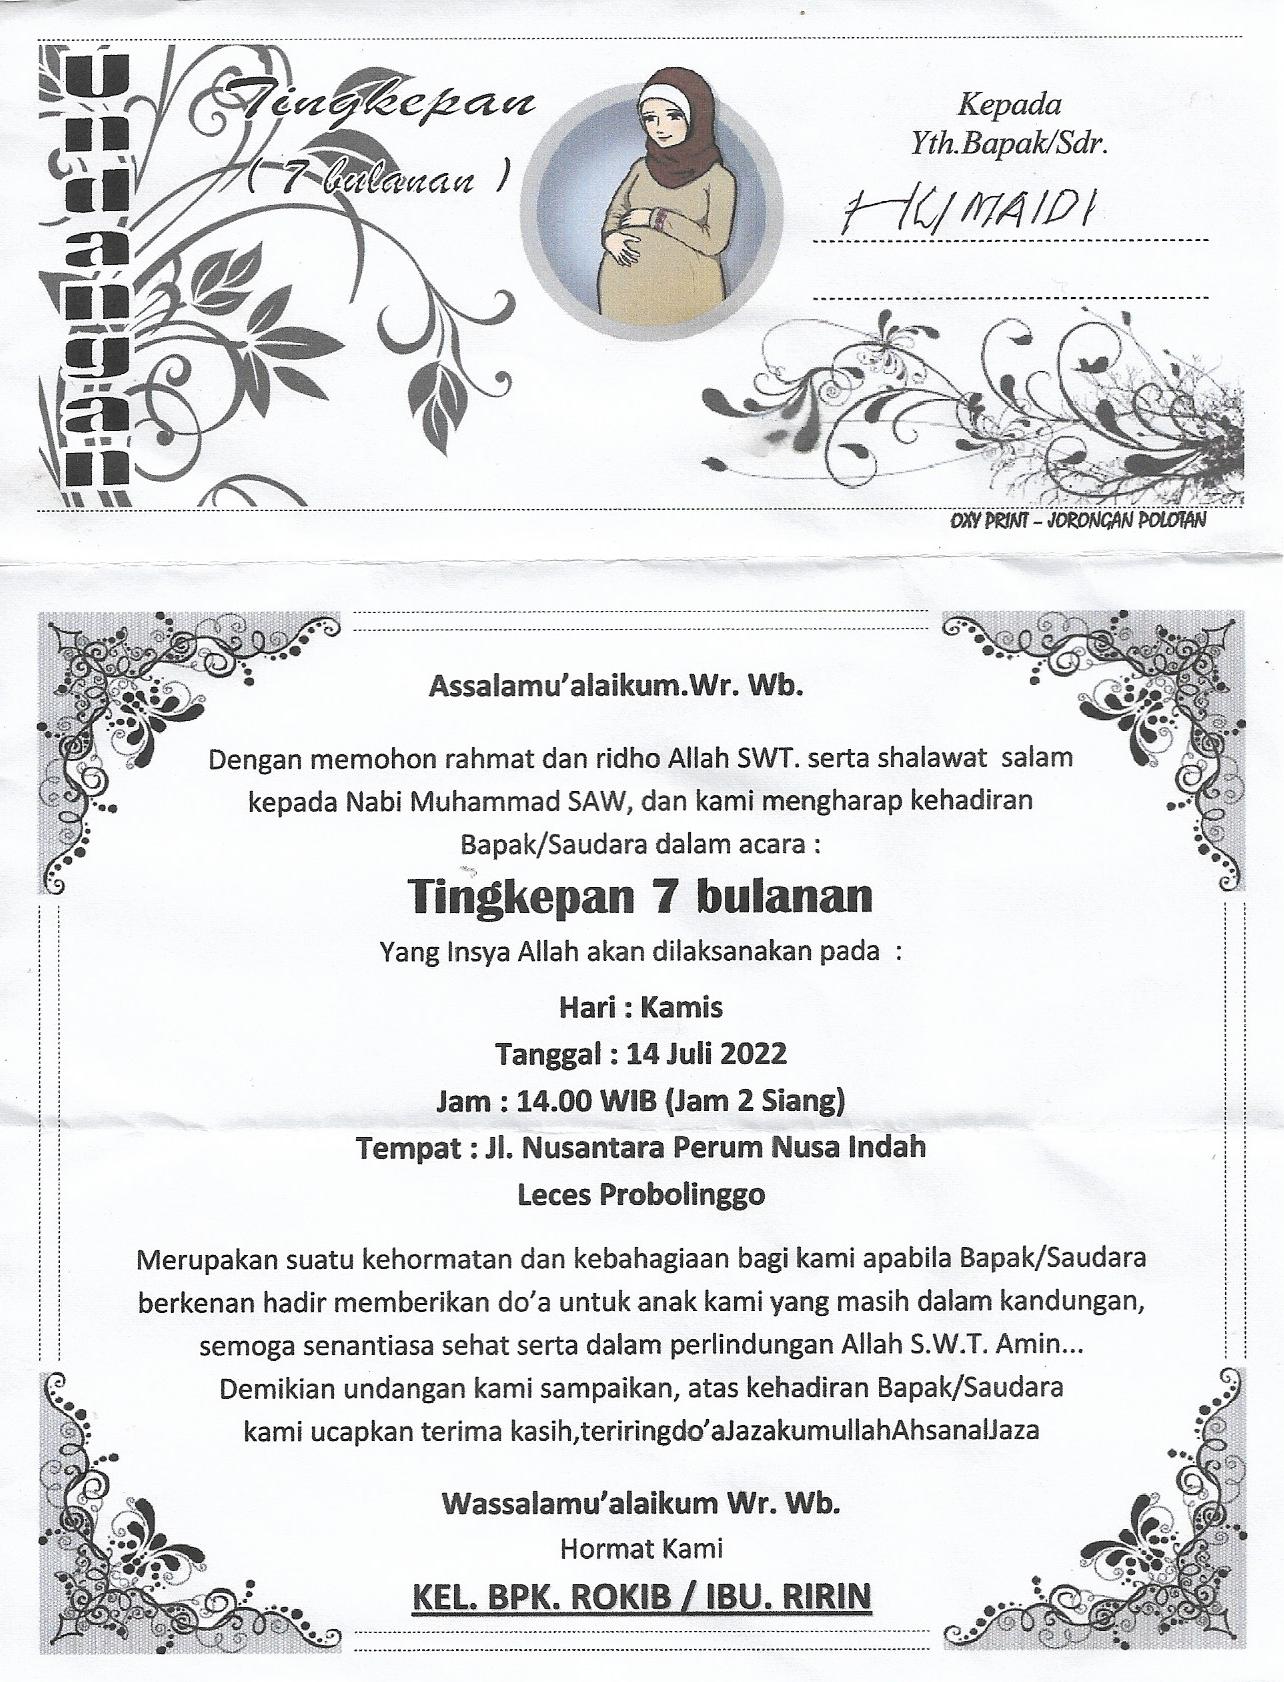 undangan
Tingkepan
( 7 bulanan )
Kepada
Yth.Bapak/Sdr.
HUMAIDI
OXY PRINT – JORONGAN POLOTAN
Assalamu’alaikum.Wr. Wb.
Dengan memohon rahmat dan ridho Allah SWT. serta shalawat salam
kepada Nabi Muhammad SAW, dan kami mengharap kehadiran
Bapak/Saudara dalam acara :
Tingkepan 7 bulanan
Yang Insya Allah akan dilaksanakan pada :
Hari : Kamis
Tanggal : 14 Juli 2022
Jam : 14.00 WIB (Jam 2 Siang)
Tempat : Jl. Nusantara Perum Nusa Indah
Leces Probolinggo
Merupakan suatu kehormatan dan kebahagiaan bagi kami apabila Bapak/Saudara
berkenan hadir memberikan do’a untuk anak kami yang masih dalam kandungan,
semoga senantiasa sehat serta dalam perlindungan Allah S.W.T. Amin...
Demikian undangan kami sampaikan, atas kehadiran Bapak/Saudara
kami ucapkan terima kasih,teriringdo’aJazakumullahAhsanalJaza
Wassalamu’alaikum Wr. Wb.
Hormat Kami
KEL. BPK. ROKIB / IBU. RIRIN